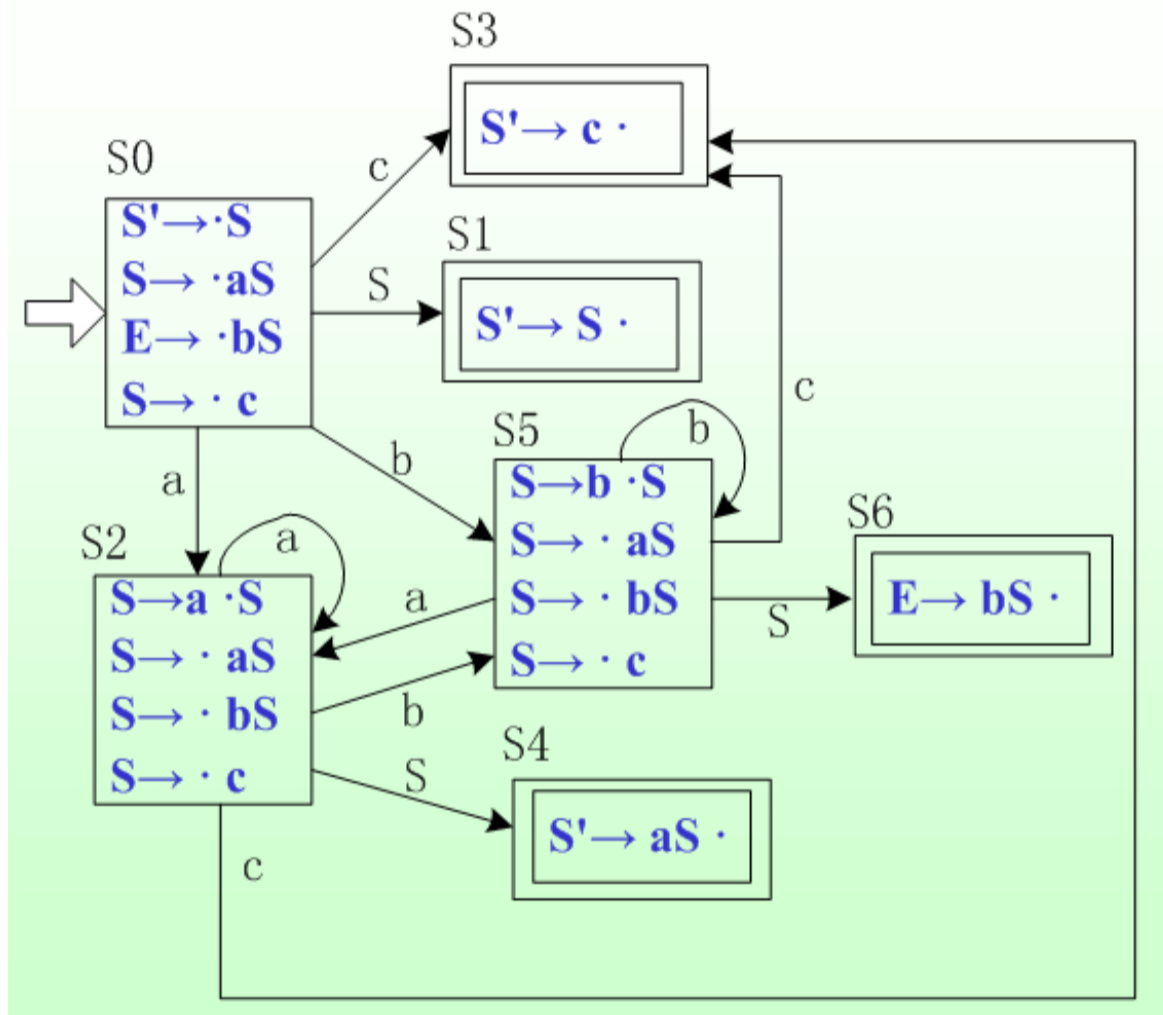 S3
S'→ c ·
S0
c
S'→·S
S→ ·aS
E→ ·bS
S→ · c
S1
S
S'→ S ·
c
a
b
S5
b
S→b ·S
S→ · aS
S→ · bS
S→ · c
S6
E→ bS ·
S
S2
a
S→a ·S
S→ · aS
S→ · bS
S→ · c
a
b
S
S4
S'→ aS ·
c